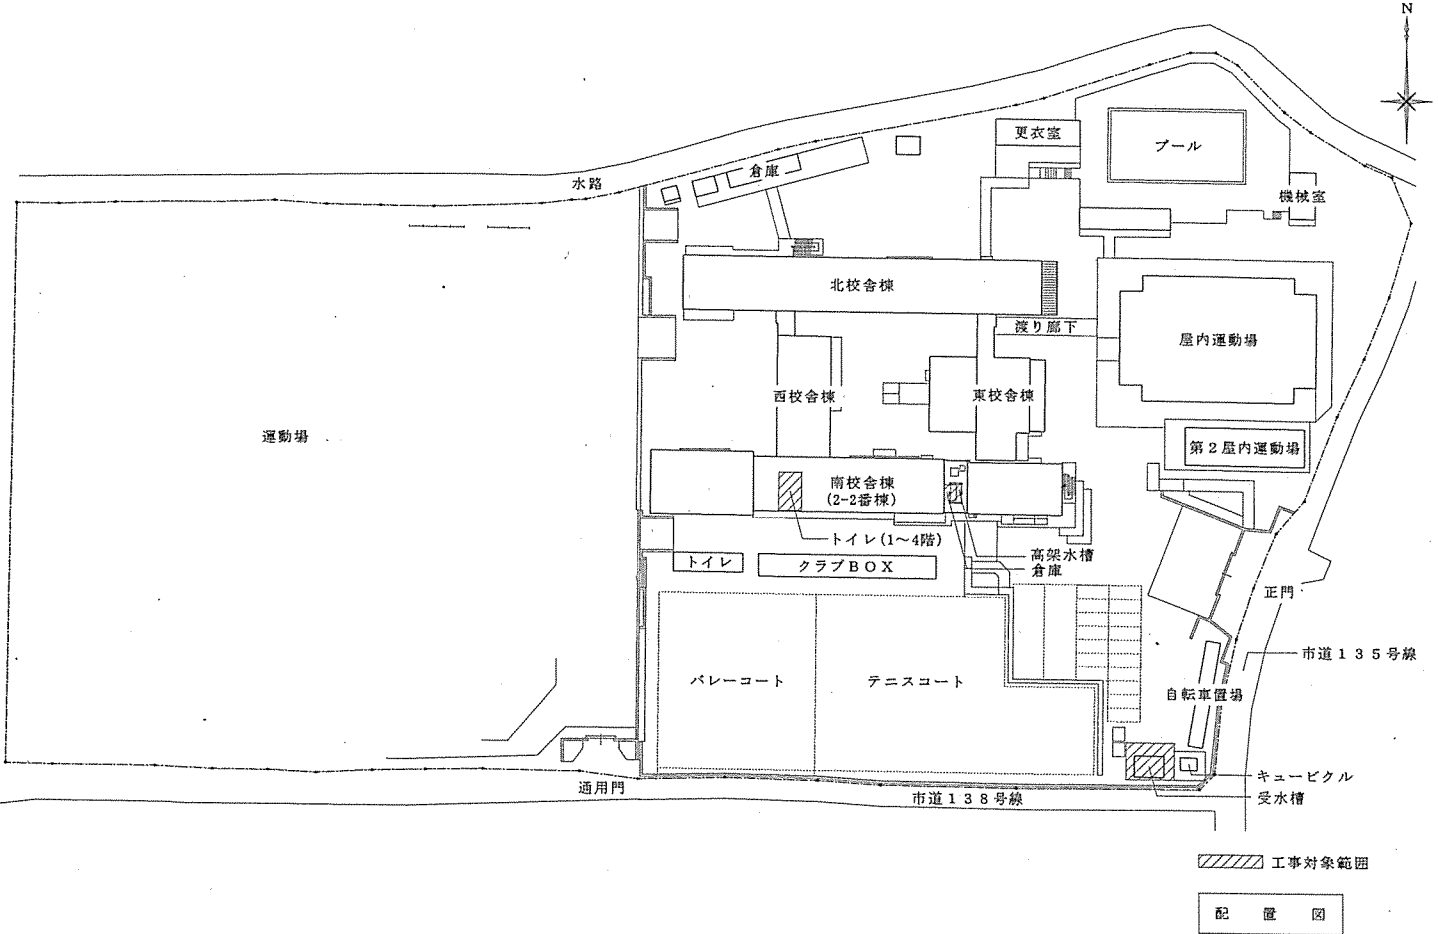 N
更衣室
プール
倉庫
水路
機械室
北校舎棟
渡り廊下
屋内運動場
西校舎棟
東校舎棟
運動場
第2屋内運動場
南校舎棟
(2-2番棟)
トイレ(1～4階)
高架水槽
倉庫
トイレ
クラブBOX
正門
市道135号線
バレーコート
テニスコート
自転車置場
キュービクル
通用門
市道138号線
受水槽
工事対象範囲
配置図